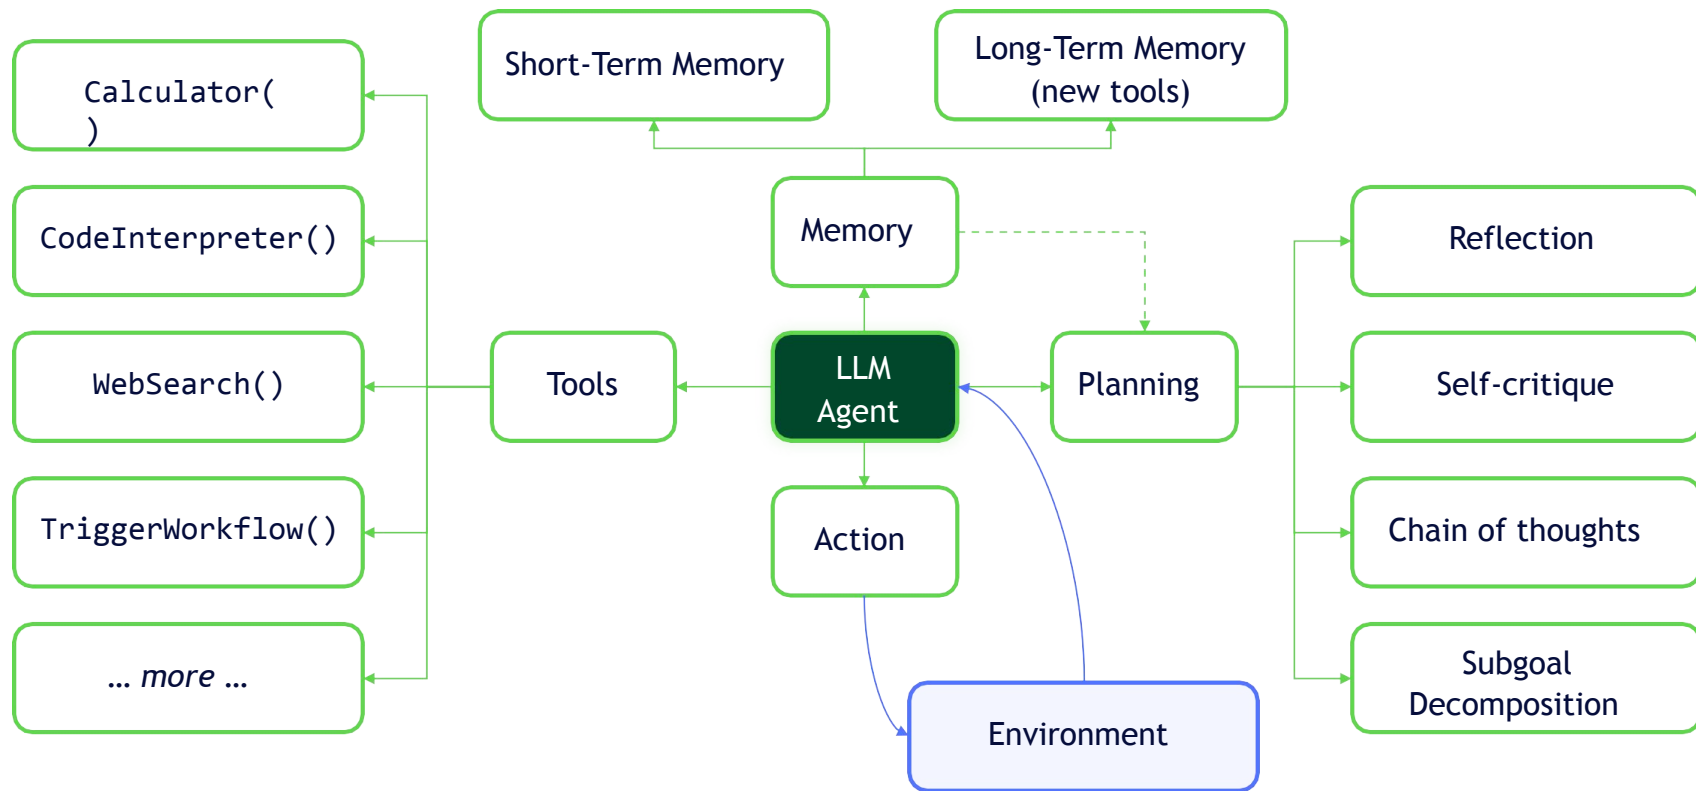 Short-Term Memory
Long-Term Memory
(new tools)
Calculator(
)
CodeInterpreter()
WebSearch()
TriggerWorkflow()
… more …
Tools
Memory
LLM
Agent
Action
Planning
Environment
Reflection
Self-critique
Chain of thoughts
Subgoal
Decomposition